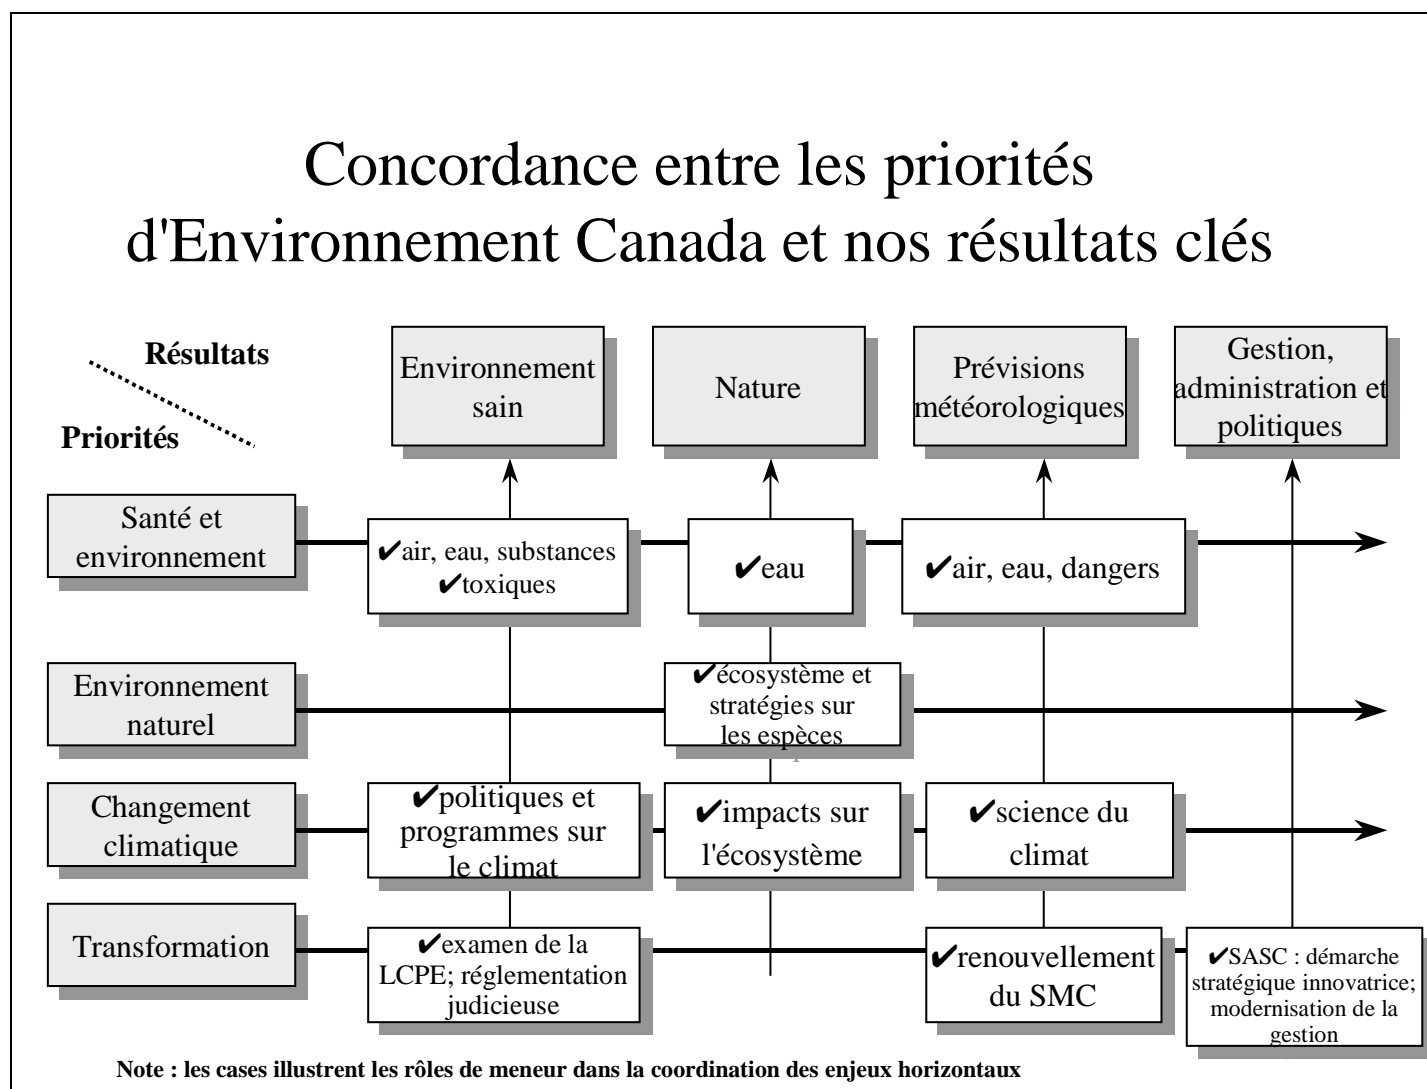 Concordance entre les priorités
d'Environnement Canada et nos résultats clés
Résultats
Priorités
Environnement
sain
Nature
Prévisions
météorologiques
Gestion,
administration et
politiques
Santé et
environnement
✔air, eau, substances
✔toxiques
✔eau
✔air, eau, dangers
Environnement
naturel
✔écosystème et
stratégies sur
les espèces
Changement
climatique
✔politiques et
programmes sur
le climat
✔impacts sur
l'écosystème
✔science du
climat
Transformation
✔examen de la
LCPE; réglementation
judicieuse
✔renouvellement
du SMC
✔SASC : démarche
stratégique innovatrice;
modernisation de la
gestion
Note : les cases illustrent les rôles de meneur dans la coordination des enjeux horizontaux